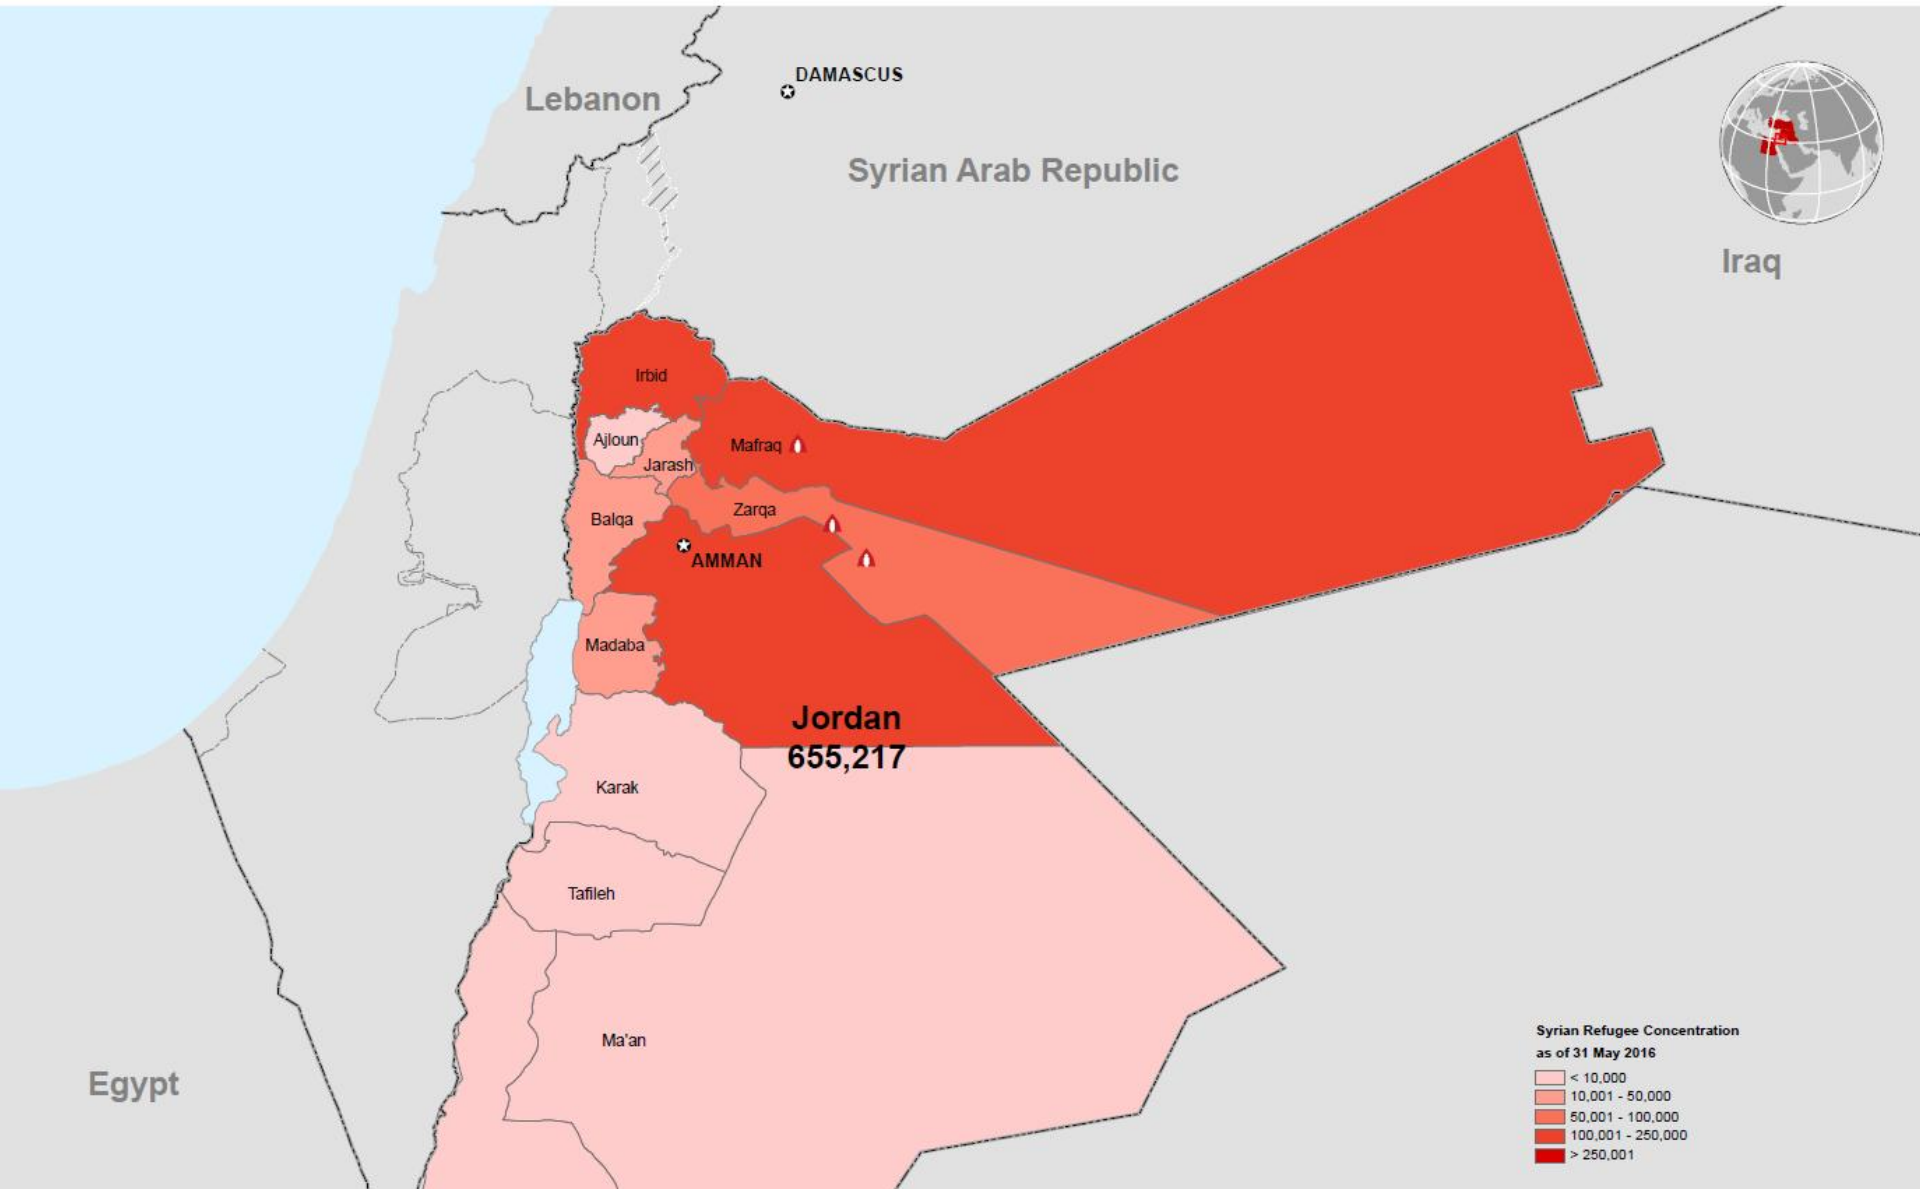 DAMASCUS
Lebanon
Syrian Arab Republic
Iraq
Irbid
Ajloun
Mafraq
Jarash
Zarqa
Balqa
AMMAN
Madaba
Jordan
655,217
Karak
Tafileh
Ma'an
Egypt
Syrian Refugee Concentration
as of 31 May 2016
< 10,000
10,001 - 50,000
50,001 - 100,000
100,001 - 250,000
> 250,001